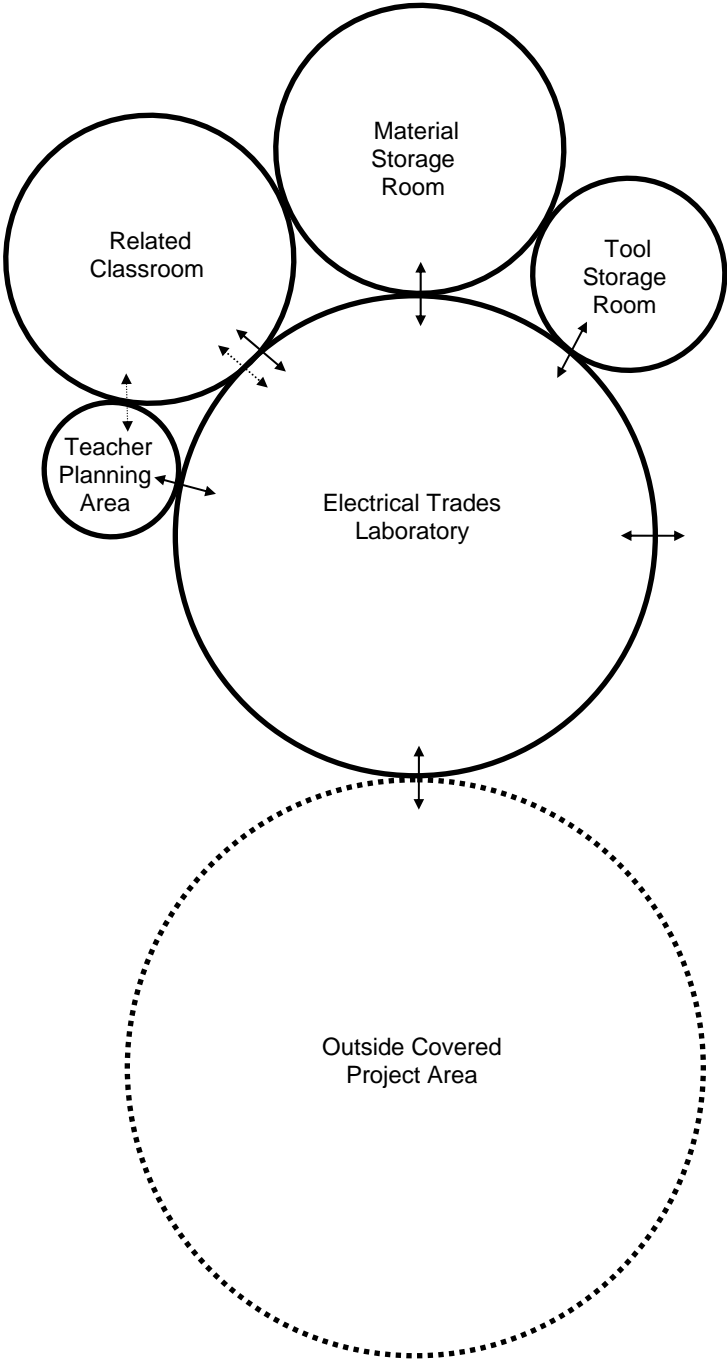 Material
Storage
Room
Related
Classroom
Tool
Storage
Room
Teacher
Planning
Area
Electrical Trades
Laboratory
Outside Covered
Project Area